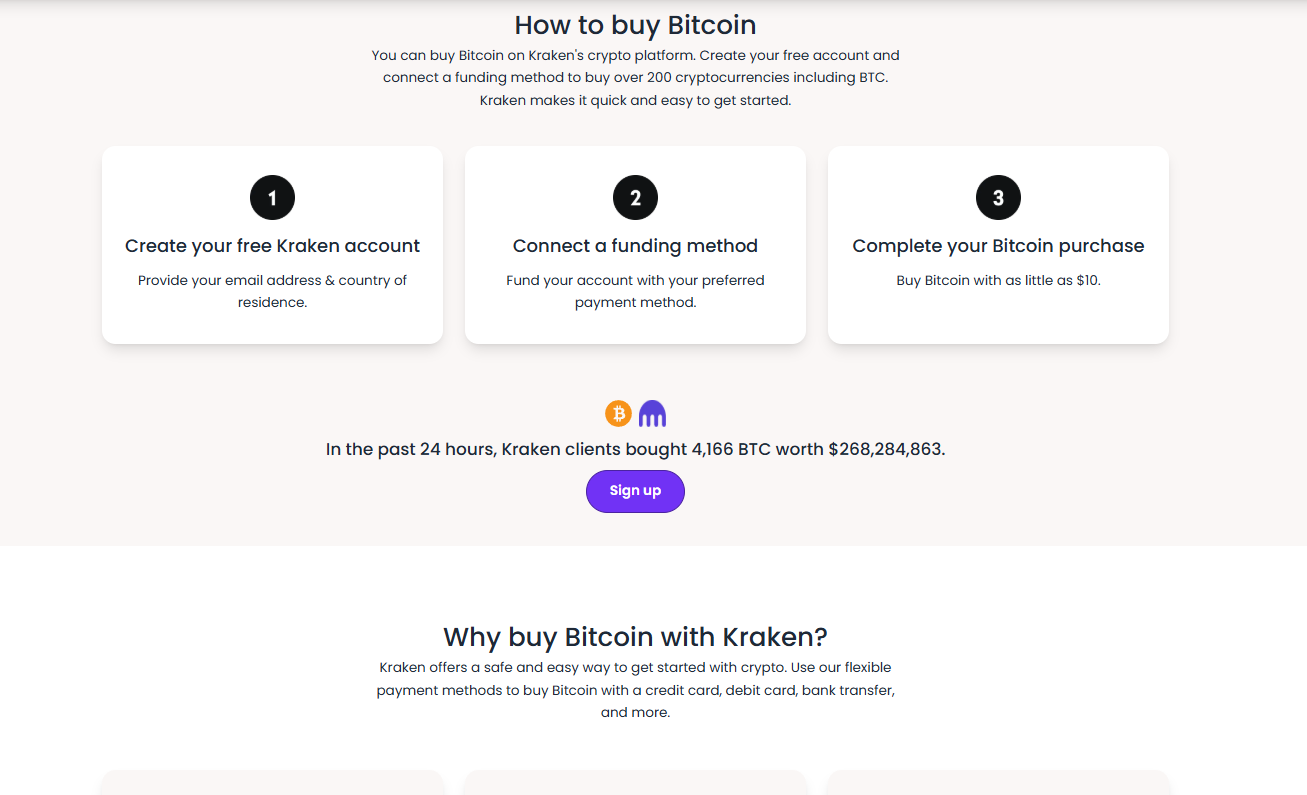 How to buy Bitcoin
You can buy Bitcoin on Kraken's crypto platform. Create your free account and
connect a funding method to buy over 200 cryptocurrencies including BTC.
Kraken makes it quick and easy to get started.
1
Create your free Kraken account
Provide your email address & country of
residence.
2
Connect a funding method
Fund your account with your preferred
payment method.
3
Complete your Bitcoin purchase
Buy Bitcoin with as little as $10.
In the past 24 hours, Kraken clients bought 4,166 BTC worth $268,284,863.
Sign up
Why buy Bitcoin with Kraken?
Kraken offers a safe and easy way to get started with crypto. Use our flexible
payment methods to buy Bitcoin with a credit card, debit card, bank transfer,
and more.